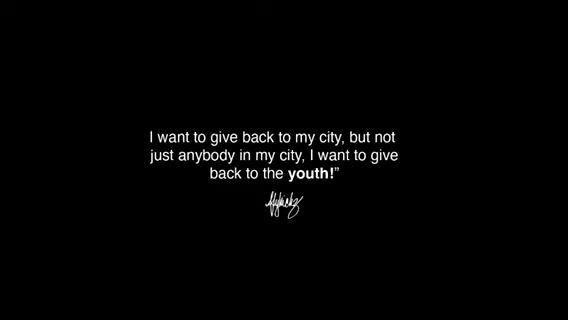 I want to give back to my city, but not
just anybody in my city, I want to give
back to the youth!”